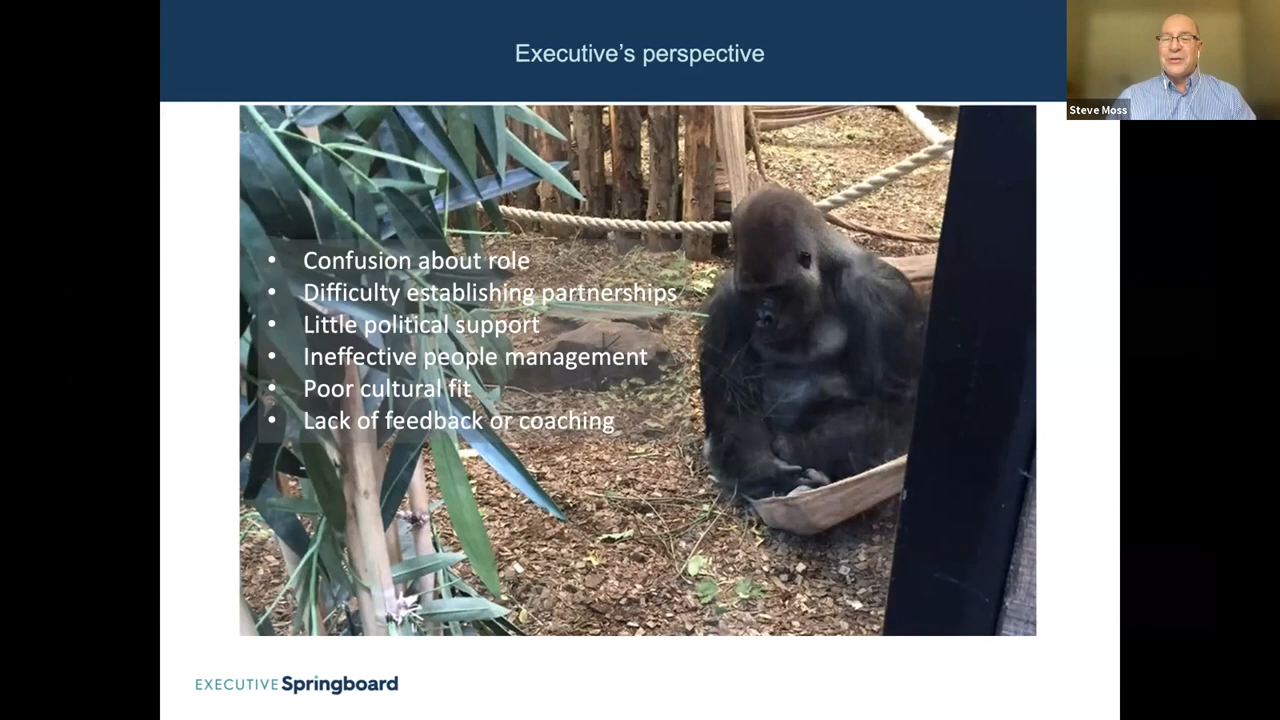 Executive’s perspective
Steve Moss
• Confusion about role
• Difficulty establishing partnerships
• Little political support
• Ineffective people management
• Poor cultural fit
• Lack of feedback or coaching
EXECUTIVE Springboard